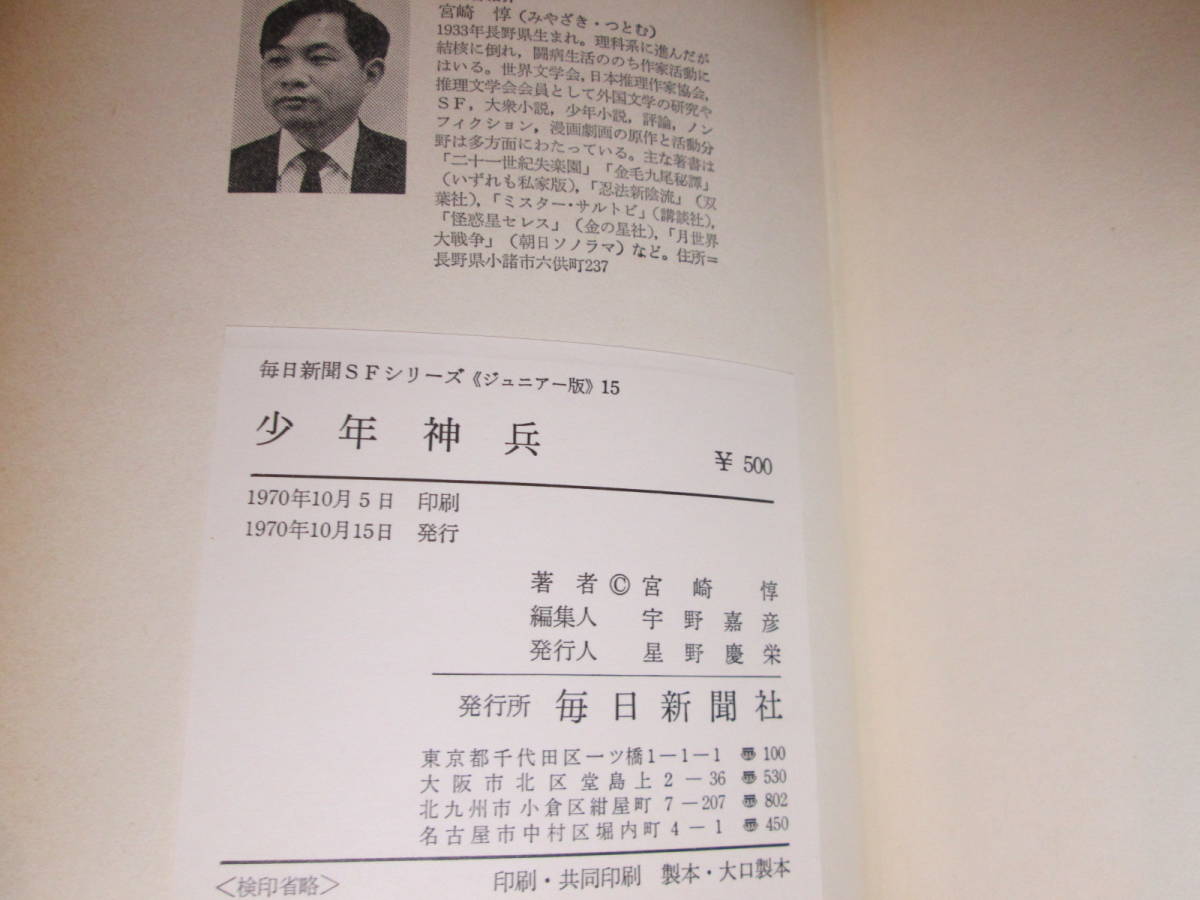 宮崎 惇(みやざき・つとむ)
1933年長野県生まれ。理科系に進んだが
結核に倒れ,闘病生活ののち作家活動に
はいる。世界文学会,日本推理作家協会,
推理文学会会員として外国文学の研究や
SF,大衆小説,少年小説,評論,ノン
フィクション,漫画劇画の原作と活動分
野は多方面にわたっている。主な著書は
「二十一世紀失楽園」「金毛九尾秘譚」
(いずれも私家版),「忍法新陰流」(双
葉社),「ミスター・サルトビ」(講談社),
「怪惑星セレス」(金の星社),「月世界
大戦争」(朝日ソノラマ)など。住所=
長野県小諸市六供町237
毎日新聞SFシリーズ《ジュニアー版》15
少年神兵
¥500
1970年10月5日 印刷
1970年10月15日 発行
著者 © 宮崎惇
編集人 宇野嘉彦
発行人 星野慶栄
発行所 毎日新聞社
東京都千代田区一ツ橋1-1-1 〠100
大阪市北区堂島上2-36 〠530
北九州市小倉区紺屋町7-207 〠802
名古屋市中村区堀内町4-1 〠450
<検印省略> 印刷・共同印刷 製本・大口製本